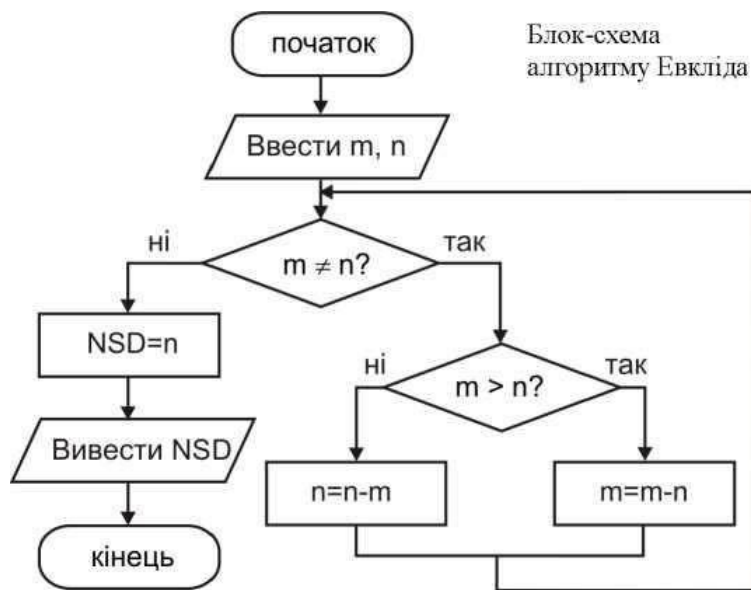 початок
Блок-схема
алгоритму Евкліда
Ввести m, n
ні
так
m ≠ n?
NSD=n
ні
так
m > n?
Вивести NSD
n=n-m
m=m-n
кінець